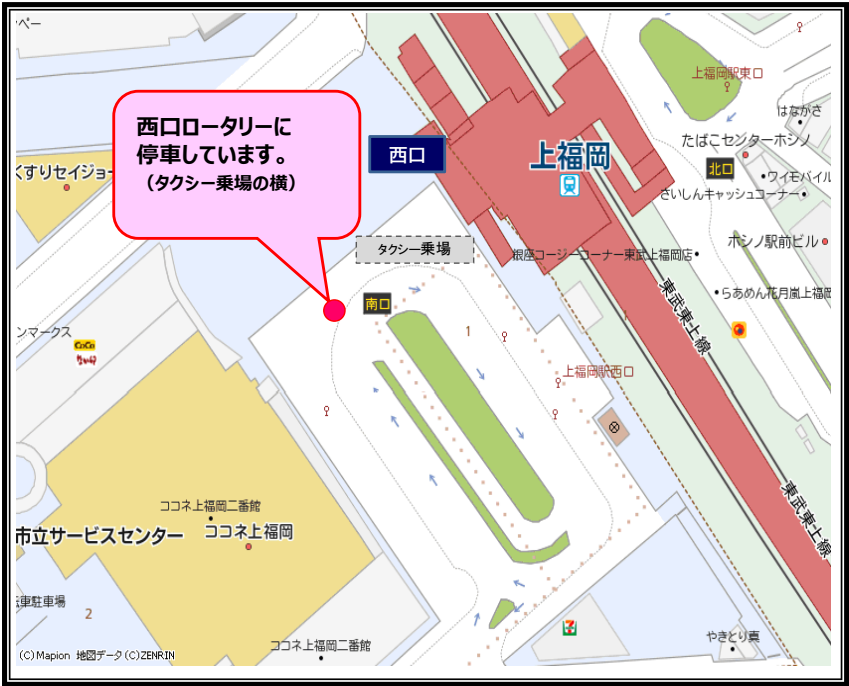 ペー
上福岡駅東口
はながさ
西口ロータリーに
停車しています。
（タクシー乗場の横）
西口
上福岡
たばこセンターホシノ
北口
ワイモバイル
くすりセイジョー
さいしんキャッシュコーナー
タクシー乗場
銀座コージーコーナー東武上福岡店
ホシノ駅前ビル
らあめん花月嵐上福岡
東武東上線
南口
1
ンマークス
CoCo
上福岡駅西口
東武東上線
ココネ上福岡二番館
市立サービスセンター
ココネ上福岡
転車駐車場
2
7
やきとり真
ココネ上福岡二番館
(C)Mapion 地図データ(C)ZENRIN